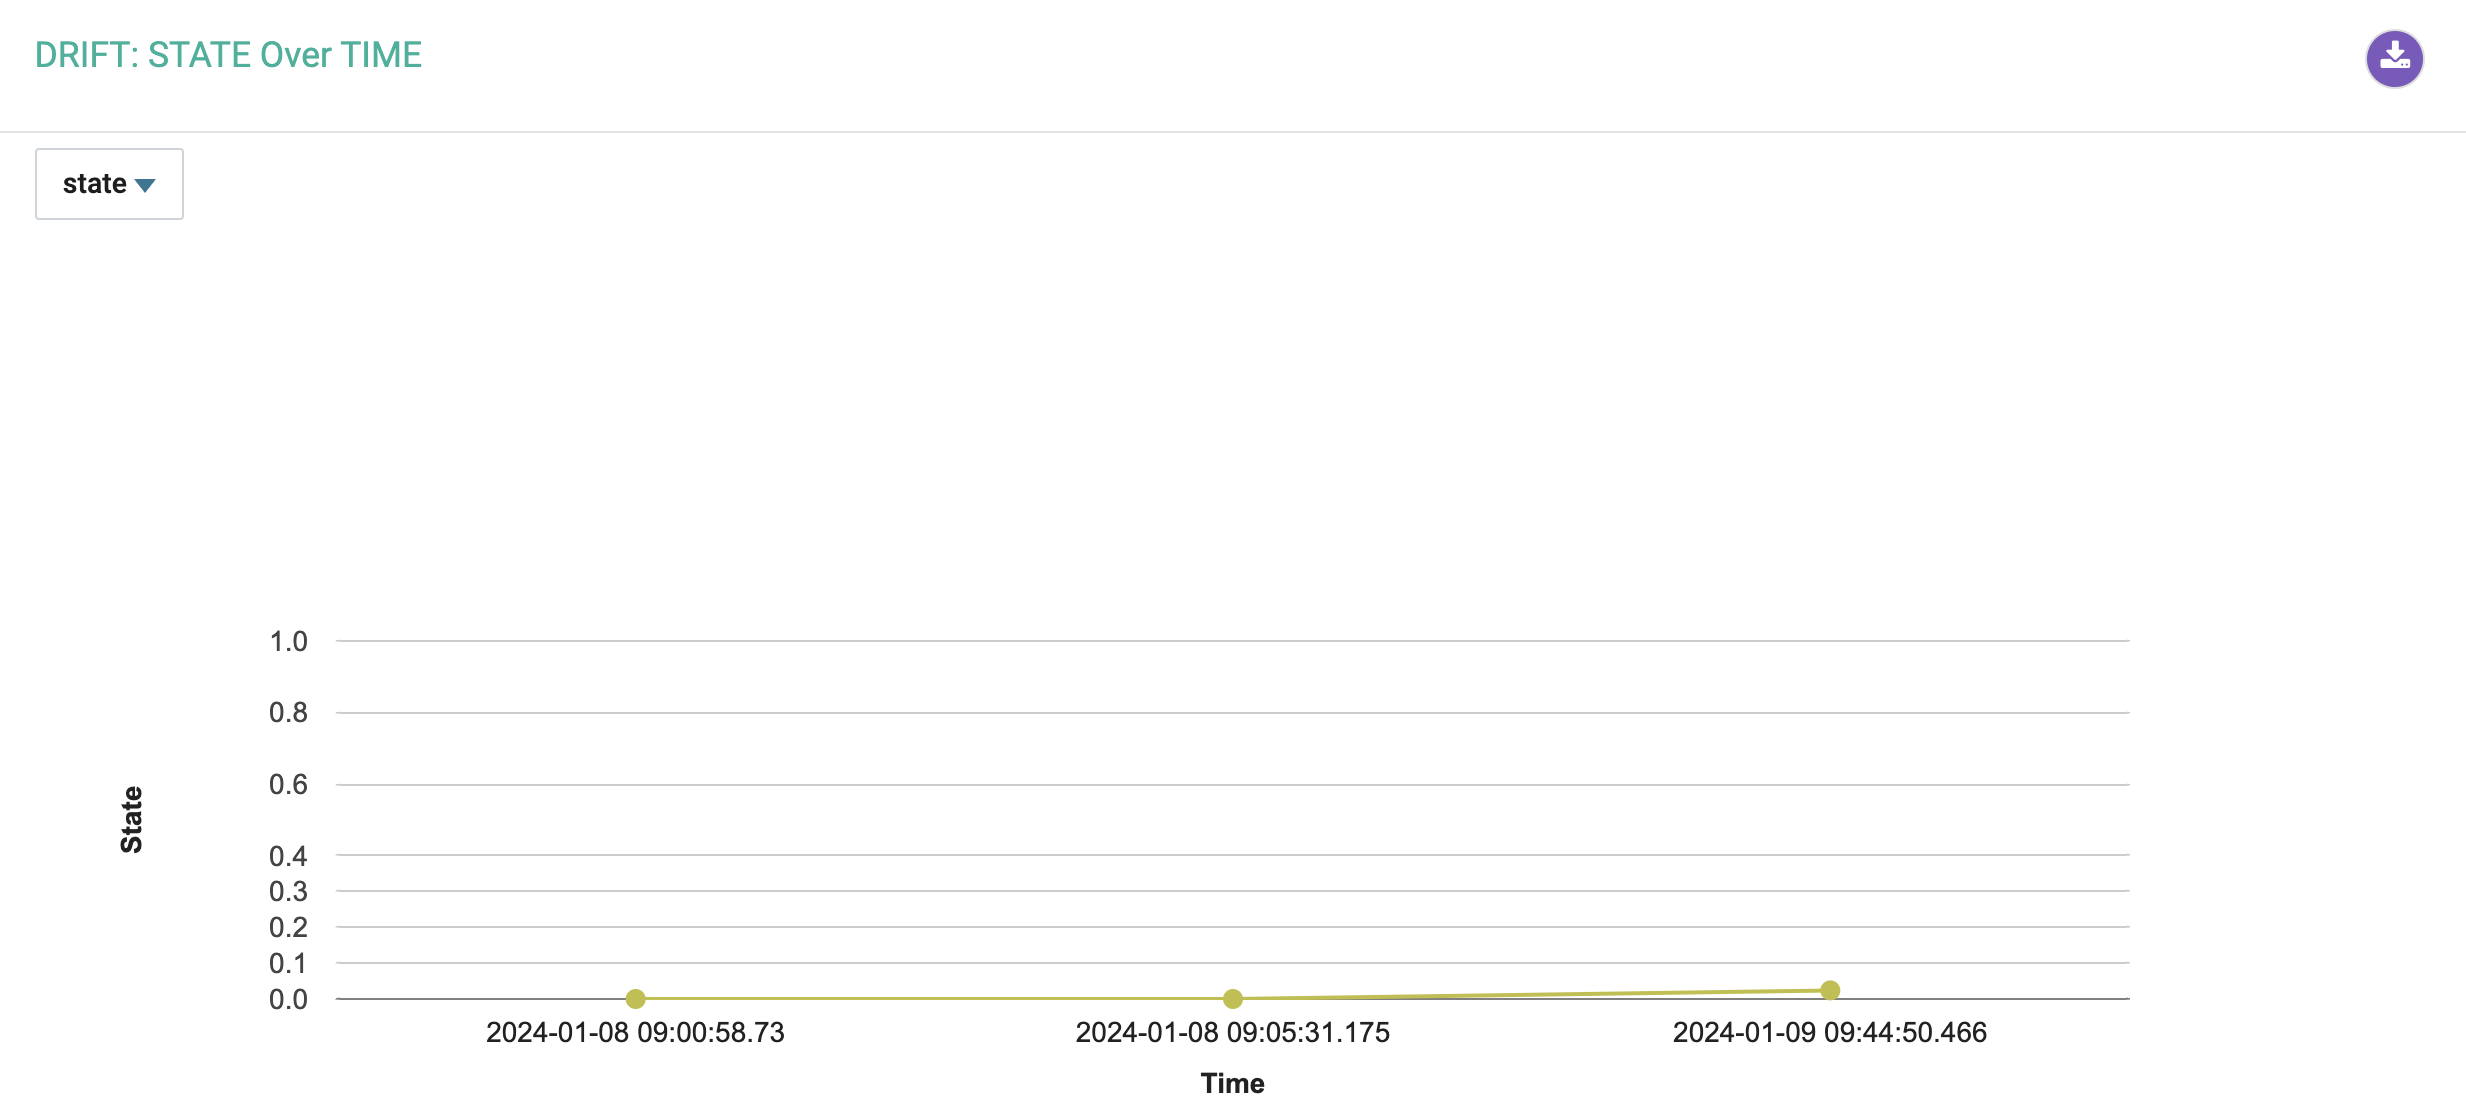 DRIFT: STATE Over TIME
state
1.0
0.8
0.6
0.4
0.3
0.2
0.1
0.0
State
2024-01-08 09:00:58.73
2024-01-08 09:05:31.175
2024-01-09 09:44:50.466
Time